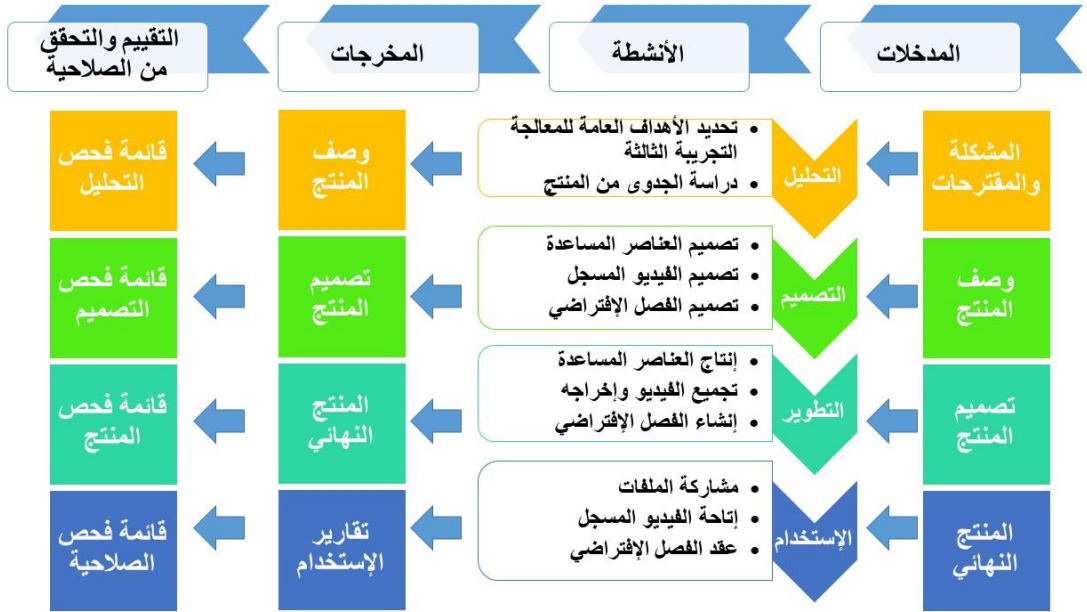 المدخلات
الأنشطة
المخرجات
التقييم والتحقق
من الصلاحية
المشكلة
والمقترحات
التحليل
• تحديد الأهداف العامة للمعالجة
التجريبة الثالثة
• دراسة الجدوى من المنتج
وصف
المنتج
قائمة فحص
التحليل
وصف
المنتج
التصميم
• تصميم العناصر المساعدة
• تصميم الفيديو المسجل
• تصميم الفصل الإفتراضي
تصميم
المنتج
قائمة فحص
التصميم
تصميم
المنتج
التطوير
• إنتاج العناصر المساعدة
• تجميع الفيديو وإخراجه
• إنشاء الفصل الإفتراضي
المنتج
النهائي
قائمة فحص
المنتج
المنتج
النهائي
الإستخدام
• مشاركة الملفات
• إتاحة الفيديو المسجل
• عقد الفصل الإفتراضي
تقارير
الإستخدام
قائمة فحص
الصلاحية